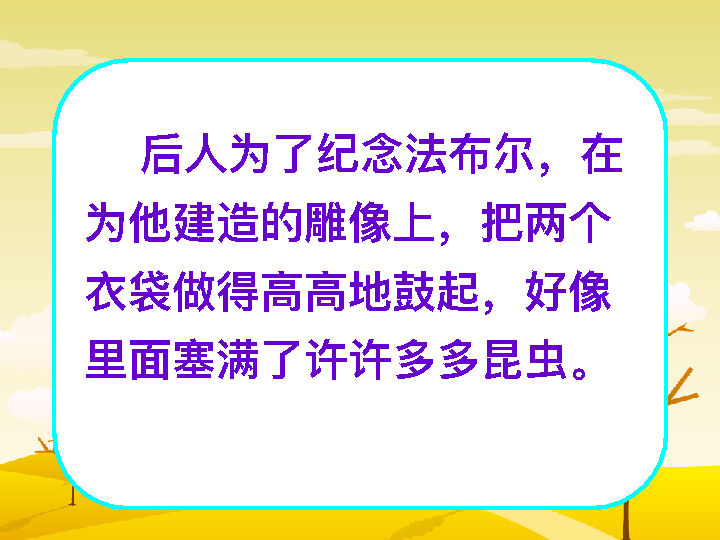 后人为了纪念法布尔，在
为他建造的雕像上，把两个
衣袋做得高高地鼓起，好像
里面塞满了许许多多昆虫。